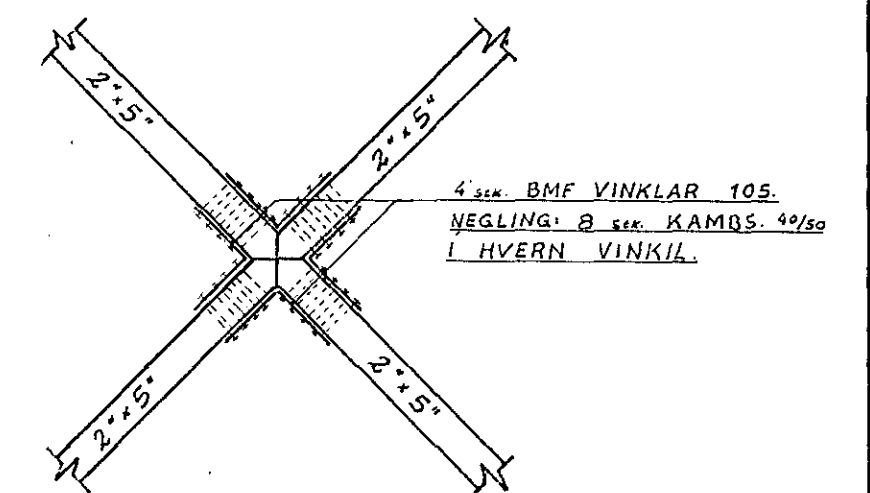 2"x5"
2"x5"
4 stk. BMF VINKLAR 105.
NEGLING: 8 stk. KAMBS. 40/50
Í HVERN VINKIL.
2"x5"
2"x5"